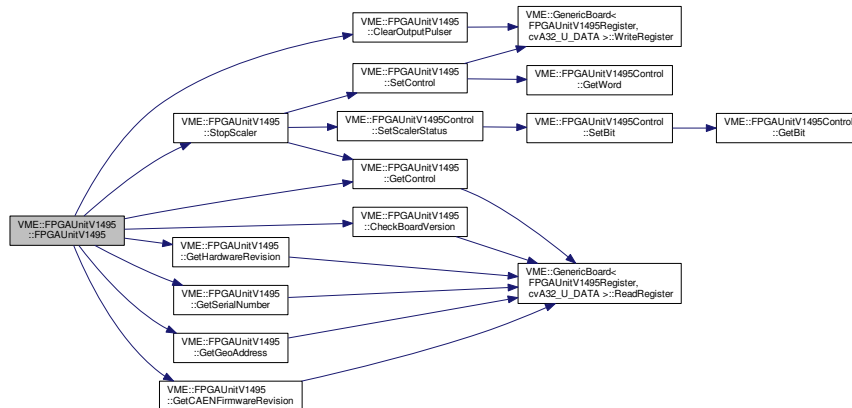 VME::FPGAUnitV1495
::FPGAUnitV1495
VME::FPGAUnitV1495
::ClearOutputPulser
VME::GenericBoard<
FPGAUnitV1495Register,
cvA32_U_DATA >::WriteRegister
VME::FPGAUnitV1495
::StopScaler
VME::FPGAUnitV1495
::SetControl
VME::FPGAUnitV1495Control
::GetWord
VME::FPGAUnitV1495Control
::SetScalerStatus
VME::FPGAUnitV1495Control
::SetBit
VME::FPGAUnitV1495Control
::GetBit
VME::FPGAUnitV1495
::GetControl
VME::FPGAUnitV1495
::CheckBoardVersion
VME::FPGAUnitV1495
::GetHardwareRevision
VME::GenericBoard<
FPGAUnitV1495Register,
cvA32_U_DATA >::ReadRegister
VME::FPGAUnitV1495
::GetSerialNumber
VME::FPGAUnitV1495
::GetGeoAddress
VME::FPGAUnitV1495
::GetCAENFirmwareRevision